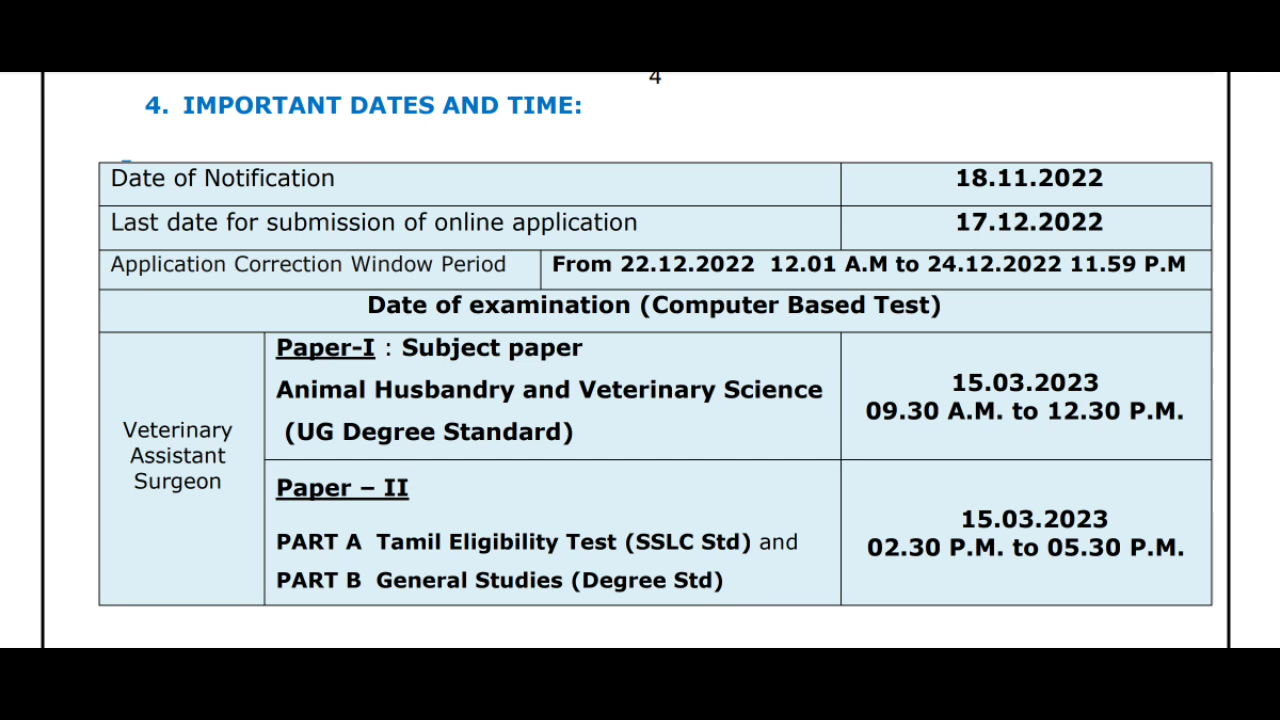 4
4. IMPORTANT DATES AND TIME:
Date of Notification 18.11.2022
Last date for submission of online application 17.12.2022
Application Correction Window Period From 22.12.2022 12.01 A.M to 24.12.2022 11.59 P.M
Date of examination (Computer Based Test)
Veterinary
Assistant
Surgeon
Paper-I : Subject paper
Animal Husbandry and Veterinary Science
(UG Degree Standard)
15.03.2023
09.30 A.M. to 12.30 P.M.
Paper – II
PART A Tamil Eligibility Test (SSLC Std) and
PART B General Studies (Degree Std)
15.03.2023
02.30 P.M. to 05.30 P.M.